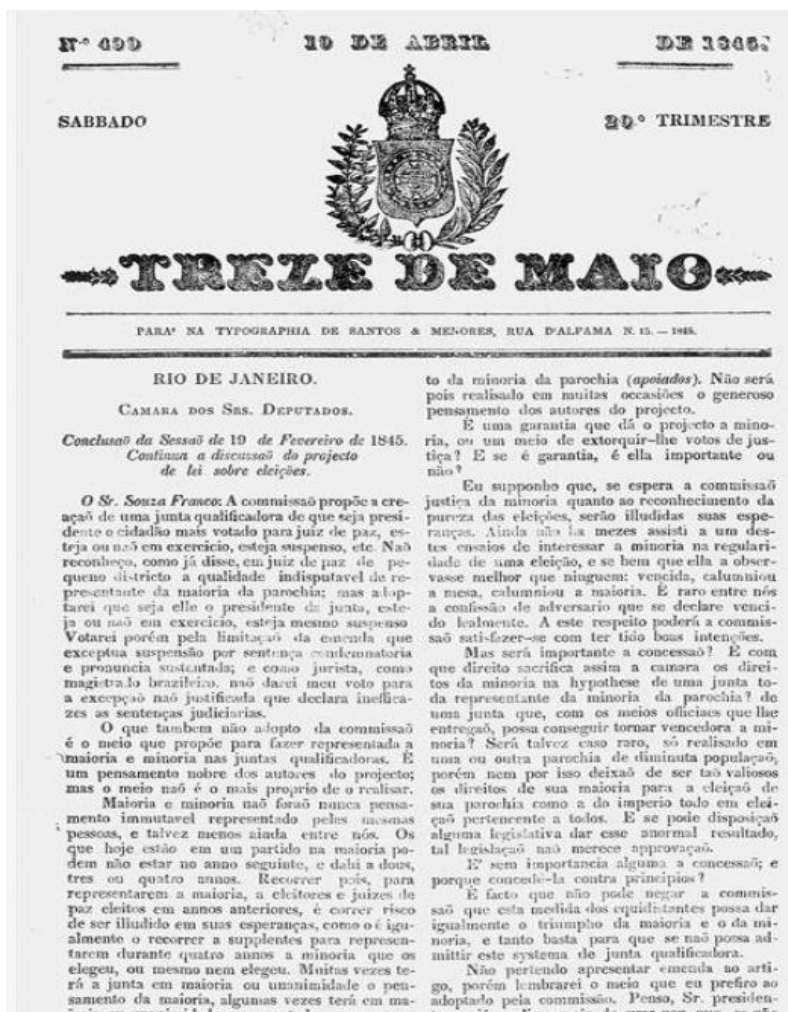 Nº 499
19 DE ABRIL
DE 1845.
SABBADO
20.º TRIMESTRE
TREZE DE MAIO
PARA' NA TYPOGRAPHIA DE SANTOS & MENORES, RUA D'ALFAMA N. 15. — 1845.
RIO DE JANEIRO.
CAMARA DOS SRS. DEPUTADOS.
Conclusaõ da Sessaõ de 19 de Fevereiro de 1845.
Continua a discussaõ do projecto
de lei sobre eleições.
O Sr. Souza Franco: A commissaõ propõe a cre-
açaõ de uma junta qualificadora de que seja presi-
dente o cidadão mais votado para juiz de paz, es-
teja ou naõ em exercicio, esteja suspenso, etc. Naõ
reconheço, como já disse, em juiz de paz de pe-
queno districto a qualidade indisputavel de re-
presentante da maioria da parochia; mas adop-
tarei que seja elle o presidente da junta, este-
ja ou naõ em exercicio, esteja mesmo suspenso
Votarei porém pela limitaçaõ da emenda que
exceptua suspensão por sentença condemnatoria
e pronuncia sustentada; e como jurista, como
magistrado brazileiro, naõ darei meu voto para
a excepçaõ naõ justificada que declara ineffica-
zes as sentenças judiciarias.
O que tambem não adopto da commissaõ
é o meio que propõe para fazer representada a
maioria e minoria nas juntas qualificadoras. É
um pensamento nobre dos autores do projecto;
mas o meio naõ é o mais proprio de o realisar.
Maioria e minoria naõ foraõ nunca pensa-
mento immutavel representado pelas mesmas
pessoas, e talvez menos ainda entre nós. Os
que hoje estão em um partido na maioria po-
dem não estar no anno seguinte, e dahi a dous,
tres ou quatro annos. Recorrer pois, para
representarem a maioria, a eleitores e juizes de
paz eleitos em annos anteriores, é correr risco
de ser illudido em suas esperanças, como o é igu-
almente o recorrer a supplentes para represen-
tarem durante quatro annos a minoria que os
elegeu, ou mesmo nem elegeu. Muitas vezes te-
rá a junta em maioria ou unanimidade o pen-
samento da maioria, algumas vezes terá em ma-
to da minoria da parochia (apoiados). Não será
pois realisado em muitas occasiões o generoso
pensamento dos autores do projecto.
É uma garantia que dá o projecto a mino-
ria, ou um meio de extorquir-lhe votos de jus-
tiça? E se é garantia, é ella importante ou
não?
Eu supponho que, se espera a commissaõ
justiça da minoria quanto ao reconhecimento da
pureza das eleições, serão illudidas suas espe-
ranças. Ainda não ha mezes assisti a um des-
tes ensaios de interessar a minoria na regulari-
dade de uma eleição, e se bem que ella a obser-
vasse melhor que ninguem: vencida, calumniou
a mesa, calumniou a maioria. É raro entre nós
a confissão de adversario que se declare venci-
do lealmente. A este respeito poderá a commis-
saõ satisfazer-se com ter tido boas intenções.
Mas será importante a concessaõ? E com
que direito sacrifica assim a camara os direi-
tos da minoria na hypothese de uma junta to-
da representante da minoria da parochia? de
uma junta que, com os meios officiaes que lhe
entregaõ, possa conseguir tornar vencedora a mi-
noria? Será talvez caso raro, só realisado em
uma ou outra parochia de diminuta populaçaõ,
porém nem por isso deixaõ de ser taõ valiosos
os direitos de sua maioria para a eleiçaõ de
sua parochia como a do imperio todo em elei-
çaõ pertencente a todos. E se póde disposiçaõ
alguma legislativa dar esse anormal resultado,
tal legislaçaõ naõ merece approvaçaõ.
E' sem importancia alguma a concessaõ; e
porque concedê-la contra principios?
É facto que não pode negar a commis-
saõ que esta medida dos equidistantes possa dar
igualmente o triumpho da maioria e o da mi-
noria, e tanto basta para que se naõ possa ad-
mittir este systema de junta qualificadora.
Não pertendo apresentar emenda ao arti-
go, porém lembrarei o meio que eu prefiro ao
adoptado pela commissão. Penso, Sr. presiden-